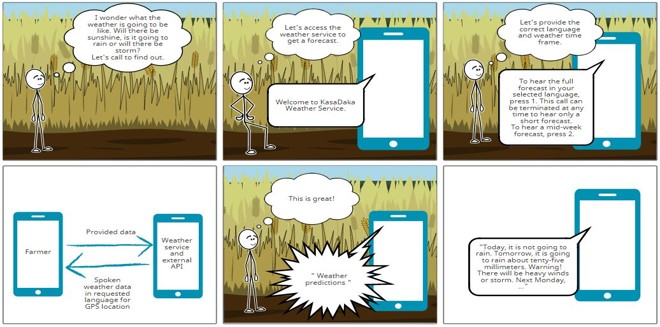 I wonder what the
weather is going to be
like. Will there be
sunshine, is it going to
rain or will there be
storm?
Let's call to find out.
Let's access the
weather service to
get a forecast.
Welcome to KasaDaka
Weather Service.
Let's provide the
correct language
and weather time
frame.
To hear the full
forecast in your
selected language,
press 1. This call can
be terminated at any
time to hear only a
short forecast.
To hear a mid-week
forecast, press 2.
Farmer
Provided data
Weather
service
and
external
API
Spoken
weather data
in requested
language for
GPS location
This is great!
" Weather
predictions "
"Today, it is not going to
rain. Tomorrow, it is going
to rain about tenty-five
millimeters. Warning!
There will be heavy winds
or storm. Next Monday,
..."